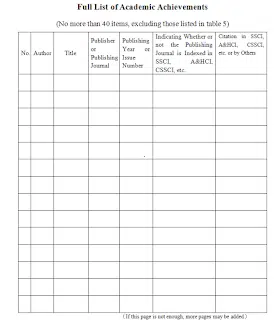 Full List of Academic Achievements
(No more than 40 items, excluding those listed in table 5)
No.
Author
Title
Publisher
or
Publishing
Journal
Publishing
Year or
Issue
Number
Indicating Whether or
not the Publishing
Journal is Indexed in
SSCI, A&HCI,
CSSCI, etc.
Citation in SSCI,
A&HCI, CSSCI,
etc. or by Others
( If this page is not enough, more pages may be added )